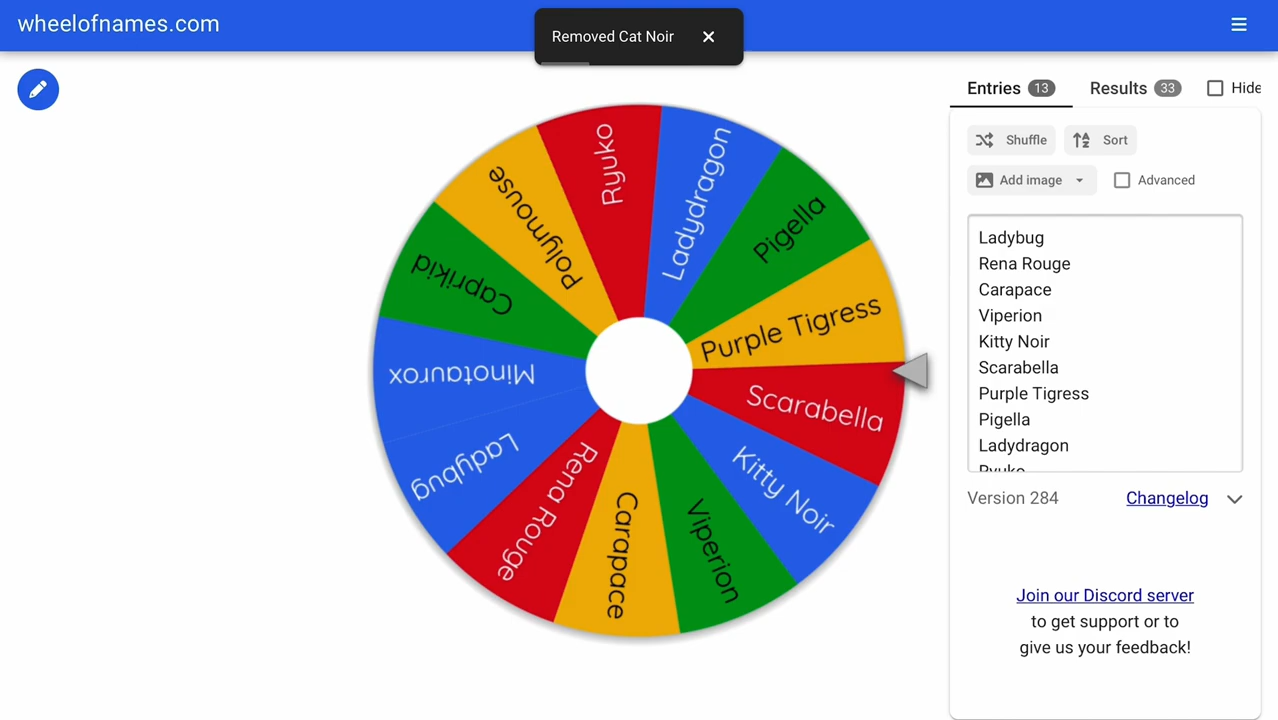 wheelofnames.com
Removed Cat Noir
Entries 13
Results 33
Hide
Shuffle
Sort
Add image
Advanced
Ladybug
Rena Rouge
Carapace
Viperion
Kitty Noir
Scarabella
Purple Tigress
Pigella
Ladydragon
Ryuko
Version 284
Changelog
Join our Discord server
to get support or to
give us your feedback!
Ryuko
Ladydragon
Pigella
Purple Tigress
Scarabella
Kitty Noir
Viperion
Carapace
Rena Rouge
Ladybug
Minotaurox
Caprikid
Polymouse